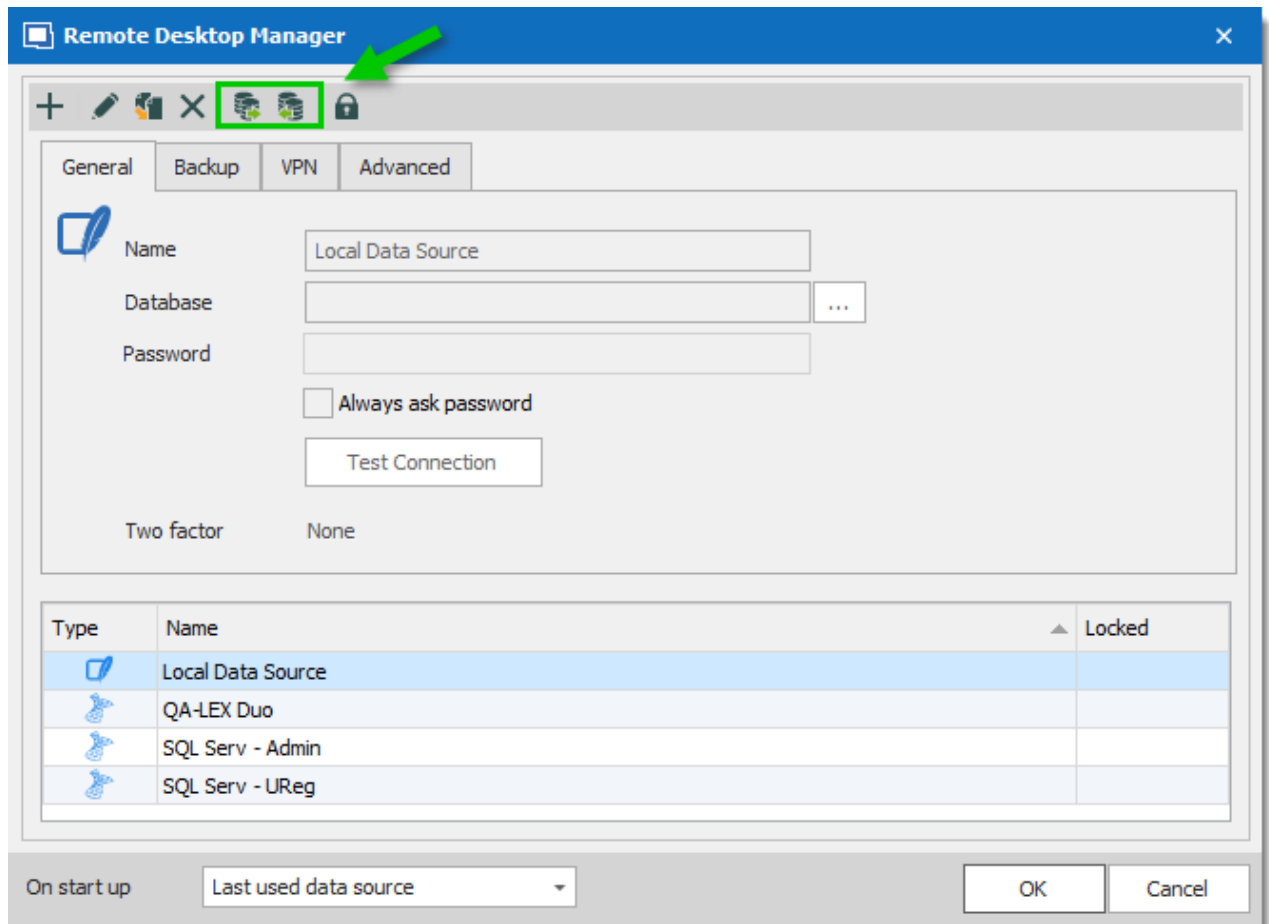 Remote Desktop Manager
General Backup VPN Advanced
Name Local Data Source
Database ...
Password
Always ask password
Test Connection
Two factor None
Type Name Locked
Local Data Source
QA-LEX Duo
SQL Serv - Admin
SQL Serv - UReg
On start up Last used data source OK Cancel